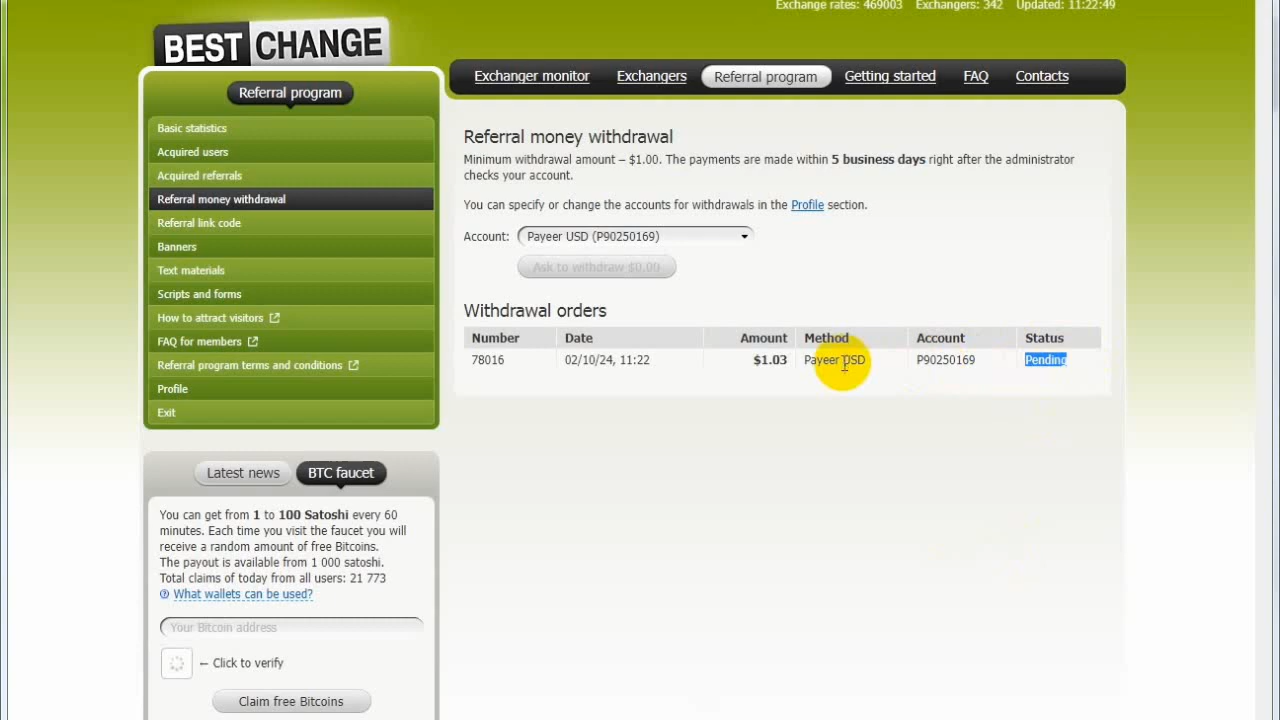 Exchange rates: 469003 Exchangers: 342 Updated: 11:22:49
BEST CHANGE
Exchanger monitor Exchangers Referral program Getting started FAQ Contacts
Referral program
Basic statistics
Acquired users
Acquired referrals
Referral money withdrawal
Referral link code
Banners
Text materials
Scripts and forms
How to attract visitors
FAQ for members
Referral program terms and conditions
Profile
Exit
Referral money withdrawal
Minimum withdrawal amount – $1.00. The payments are made within 5 business days right after the administrator
checks your account.
You can specify or change the accounts for withdrawals in the Profile section.
Account: Payeer USD (P90250169)
Ask to withdraw $0.00
Withdrawal orders
Number Date Amount Method Account Status
78016 02/10/24, 11:22 $1.03 Payeer USD P90250169 Pending
Latest news BTC faucet
You can get from 1 to 100 Satoshi every 60
minutes. Each time you visit the faucet you will
receive a random amount of free Bitcoins.
The payout is available from 1 000 satoshi.
Total claims of today from all users: 21 773
What wallets can be used?
Your Bitcoin address
← Click to verify
Claim free Bitcoins